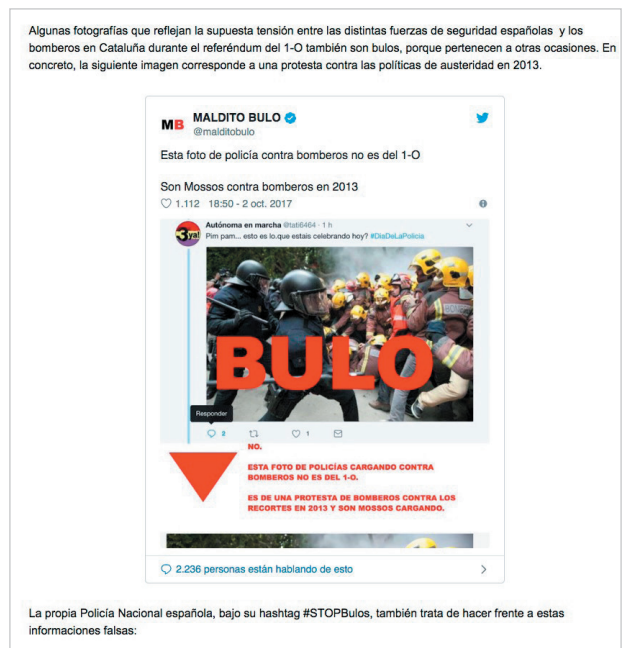 Algunas fotografías que reflejan la supuesta tensión entre las distintas fuerzas de seguridad españolas y los
bomberos en Cataluña durante el referéndum del 1-O también son bulos, porque pertenecen a otras ocasiones. En
concreto, la siguiente imagen corresponde a una protesta contra las políticas de austeridad en 2013.
MB
MALDITO BULO
@malditobulo
Esta foto de policía contra bomberos no es del 1-O
Son Mossos contra bomberos en 2013
1.112 18:50 - 2 oct. 2017
3ya!
Autónoma en marcha @tati6464 · 1 h
Pim pam... esto es lo.que estais celebrando hoy? #DiaDeLaPolicia
BULO
Responder
2 1
NO.
ESTA FOTO DE POLICÍAS CARGANDO CONTRA
BOMBEROS NO ES DEL 1-O.
ES DE UNA PROTESTA DE BOMBEROS CONTRA LOS
RECORTES EN 2013 Y SON MOSSOS CARGANDO.
2.236 personas están hablando de esto
La propia Policía Nacional española, bajo su hashtag #STOPBulos, también trata de hacer frente a estas
informaciones falsas: